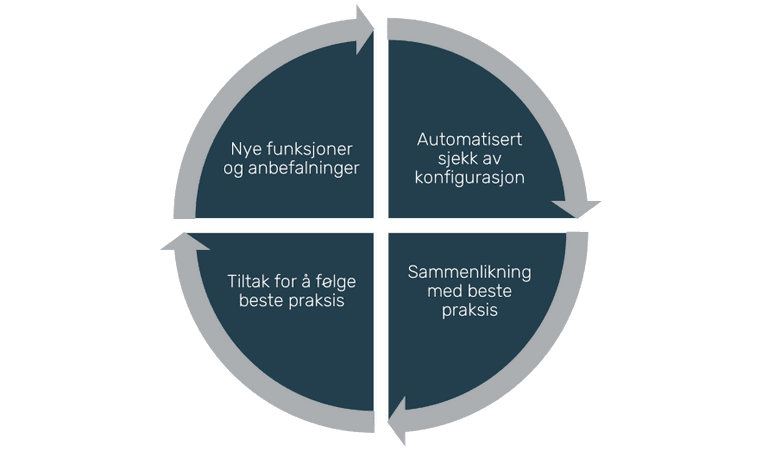 Nye funksjoner
og anbefalninger
Automatisert
sjekk av
konfigurasjon
Tiltak for å følge
beste praksis
Sammenlikning
med beste
praksis